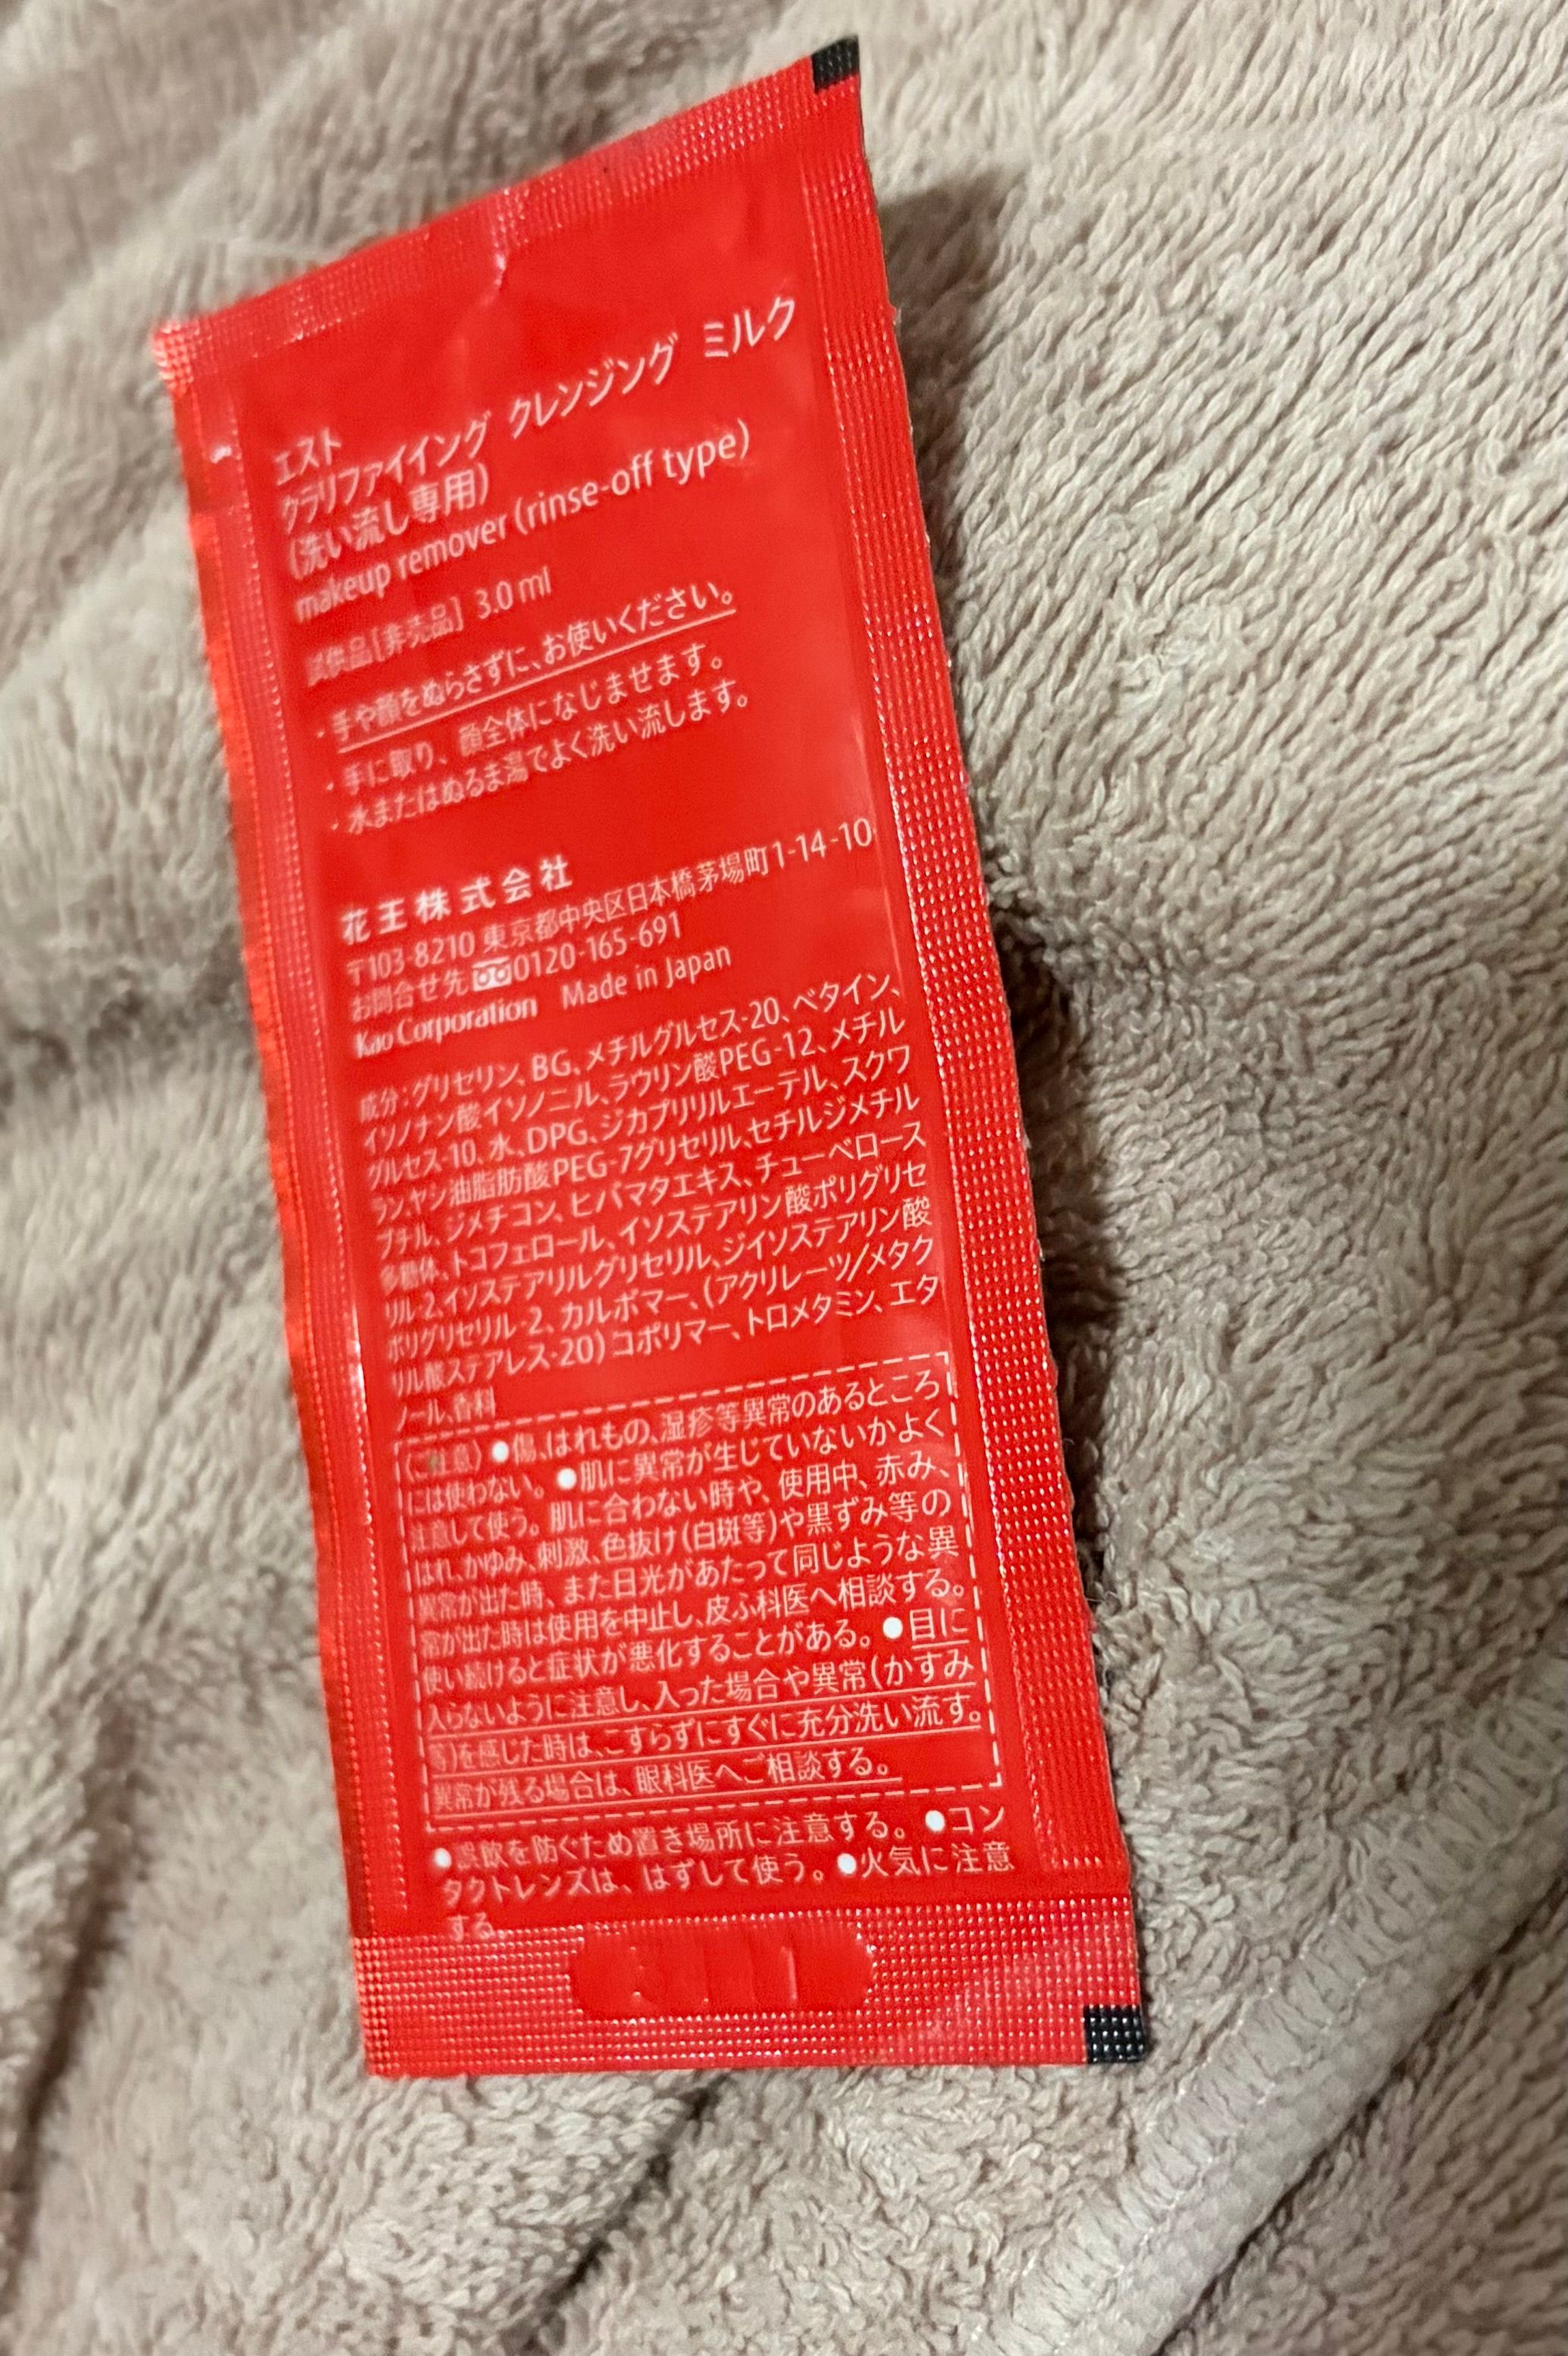 エスト
クラリファイイング クレンジング ミルク
(洗い流し専用)
makeup remover (rinse-off type)
試供品[非売品] 3.0 ml
・手や顔をぬらさずに、お使いください。
・手に取り、顔全体になじませます。
・水またはぬるま湯でよく洗い流します。
花王株式会社
〒103-8210 東京都中央区日本橋茅場町1-14-10
お問合せ先 0120-165-691
Kao Corporation Made in Japan
成分:グリセリン、BG、メチルグルセス-20、ベタイン、
イソノナン酸イソノニル、ラウリン酸PEG-12、メチル
グルセス-10、水、DPG、ジカプリリルエーテル、スクワ
ラン、ヤシ油脂肪酸PEG-7グリセリル、セチルジメチル
ブチル、ジメチコン、ヒバマタエキス、チューベロース
多糖体、トコフェロール、イソステアリン酸ポリグリセ
リル-2、イソステアリルグリセリル、ジイソステアリン酸
ポリグリセリル-2、カルボマー、(アクリレーツ/メタク
リル酸ステアレス-20)コポリマー、トロメタミン、エタ
ノール、香料
〈ご注意〉●傷、はれもの、湿疹等異常のあるところ
には使わない。●肌に異常が生じていないかよく
注意して使う。肌に合わない時や、使用中、赤み、
はれ、かゆみ、刺激、色抜け(白斑等)や黒ずみ等の
異常が出た時、また日光があたって同じような異
常が出た時は使用を中止し、皮ふ科医へ相談する。
使い続けると症状が悪化することがある。●目に
入らないように注意し、入った場合や異常(かすみ
等)を感じた時は、こすらずにすぐに充分洗い流す。
異常が残る場合は、眼科医へご相談する。
●誤飲を防ぐため置き場所に注意する。●コン
タクトレンズは、はずして使う。●火気に注意
する